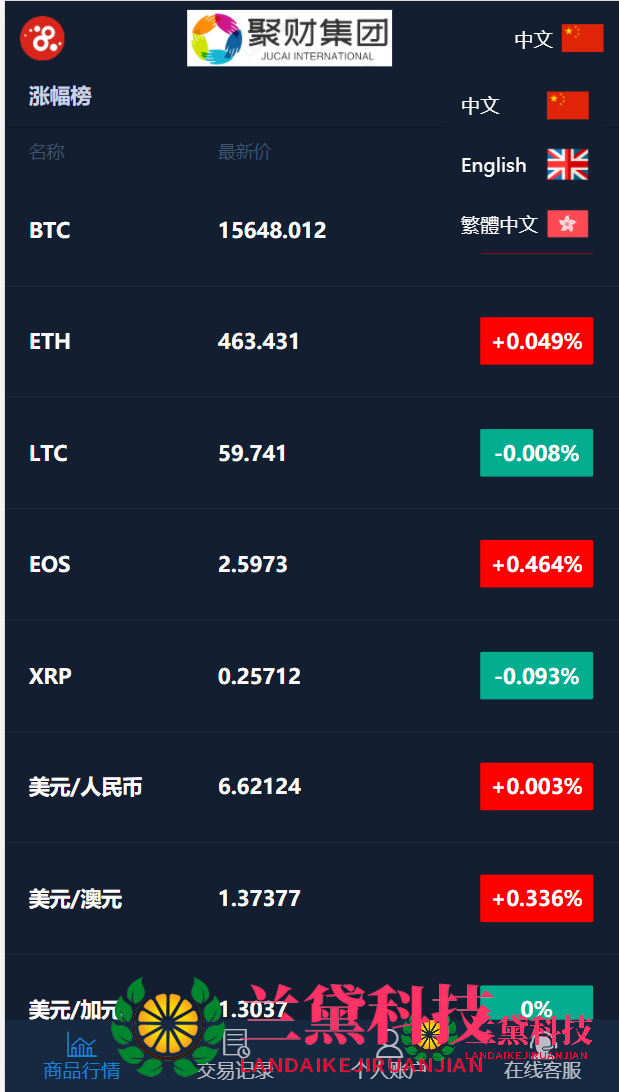 聚财集团
JUCAI INTERNATIONAL
中文
涨幅榜
中文
English
繁體中文
名称 最新价
BTC 15648.012
ETH 463.431 +0.049%
LTC 59.741 -0.008%
EOS 2.5973 +0.464%
XRP 0.25712 -0.093%
美元/人民币 6.62124 +0.003%
美元/澳元 1.37377 +0.336%
美元/加元 1.3037 0%
兰黛科技
LANDAIKEJIRUANJIAN
兰黛科技
LANDAIKEJIRUANJIAN
商品行情 交易记录 个人账户 在线客服